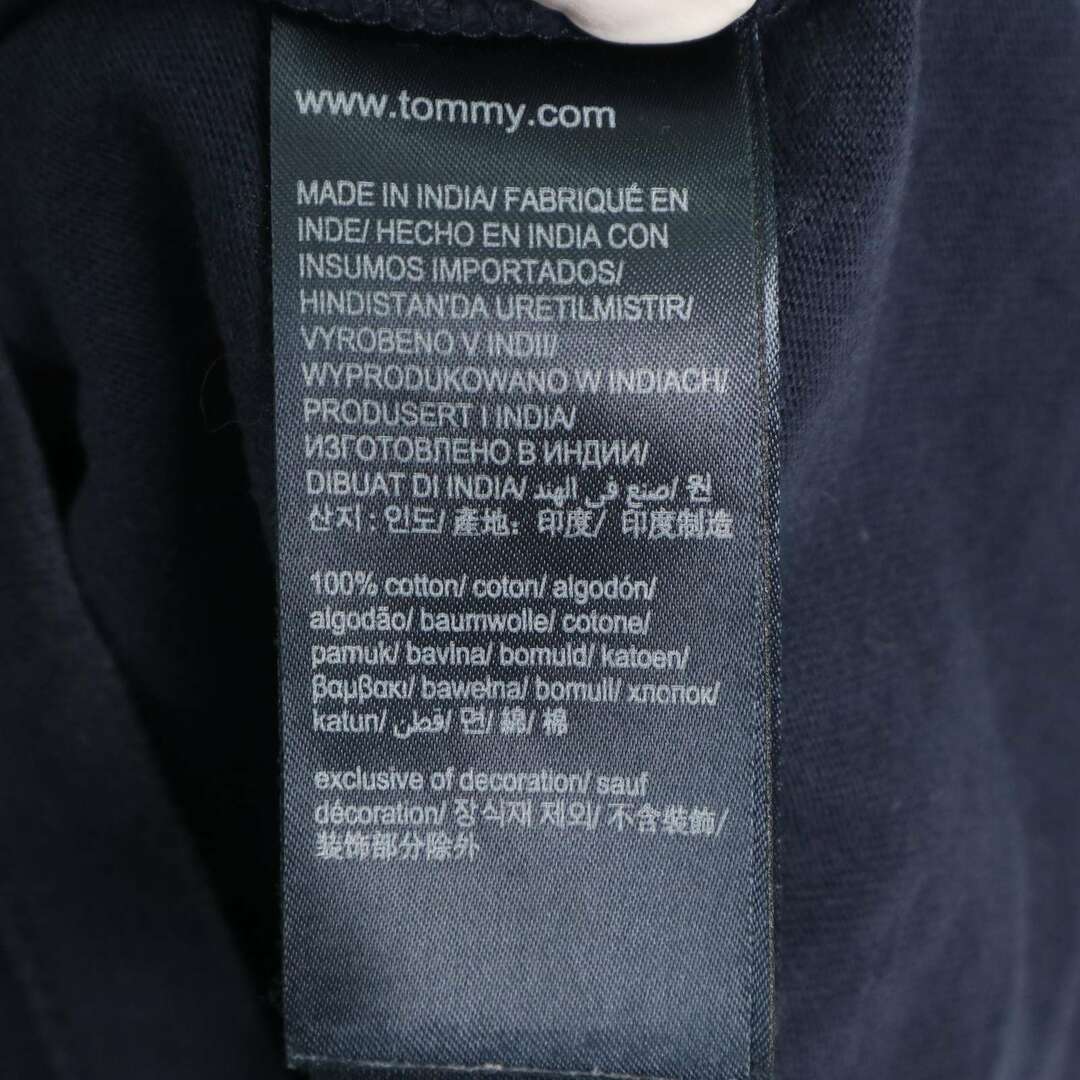 www.tommy.com
MADE IN INDIA/ FABRIQUÉ EN
INDE/ HECHO EN INDIA CON
INSUMOS IMPORTADOS/
HINDISTAN'DA URETILMISTIR/
VYROBENO V INDII/
WYPRODUKOWANO W INDIACH/
PRODUSERT I INDIA/
ИЗГОТОВЛЕНО В ИНДИИ/
DIBUAT DI INDIA/ صنع في الهند/ 원
산지 : 인도/ 產地：印度/ 印度制造
100% cotton/ coton/ algodón/
algodão/ baumwolle/ cotone/
pamuk/ bavlna/ bomuld/ katoen/
βαμβακι/ bawełna/ bomull/ хлопок/
katun/ قطن/ 면/ 綿/ 棉
exclusive of decoration/ sauf
décoration/ 장식재 제외/ 不含裝飾/
装饰部分除外